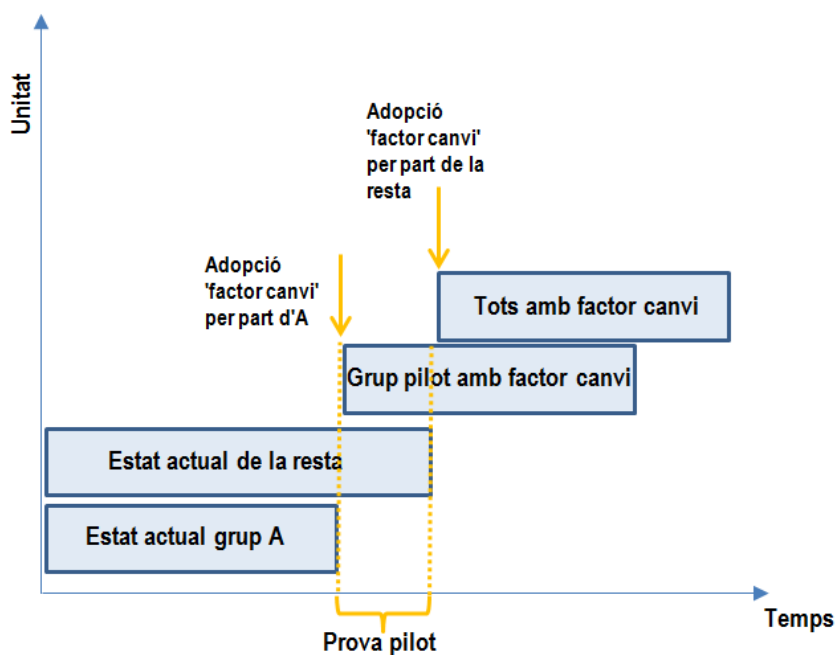 Unitat
Adopció
'factor canvi'
per part de la
resta
Adopció
'factor canvi'
per part d'A
Tots amb factor canvi
Grup pilot amb factor canvi
Estat actual de la resta
Estat actual grup A
Temps
Prova pilot